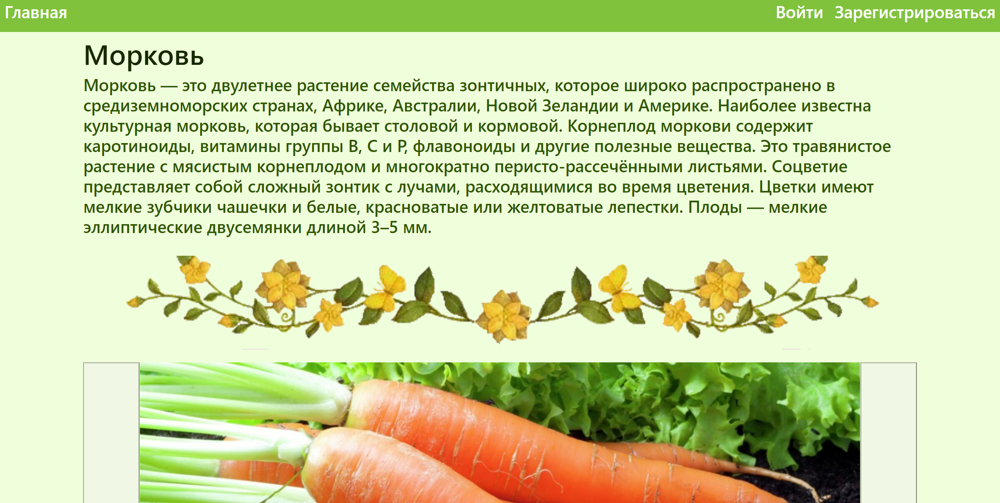 Главная
Войти Зарегистрироваться
Морковь
Морковь — это двулетнее растение семейства зонтичных, которое широко распространено в
средиземноморских странах, Африке, Австралии, Новой Зеландии и Америке. Наиболее известна
культурная морковь, которая бывает столовой и кормовой. Корнеплод моркови содержит
каротиноиды, витамины группы B, C и P, флавоноиды и другие полезные вещества. Это травянистое
растение с мясистым корнеплодом и многократно перисто-рассечёнными листьями. Соцветие
представляет собой сложный зонтик с лучами, расходящимися во время цветения. Цветки имеют
мелкие зубчики чашечки и белые, красноватые или желтоватые лепестки. Плоды — мелкие
эллиптические двусемянки длиной 3–5 мм.